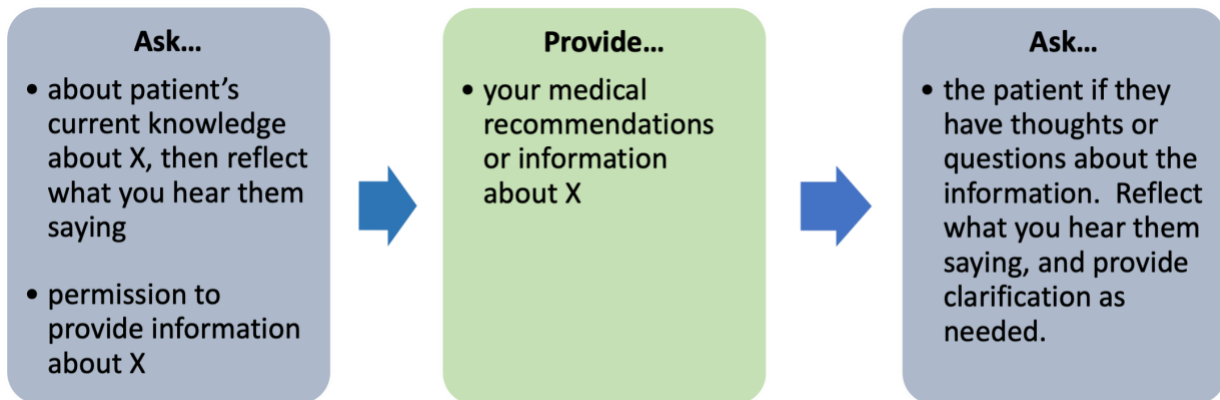 Ask...
• about patient's
current knowledge
about X, then reflect
what you hear them
saying
• permission to
provide information
about X
Provide...
• your medical
recommendations
or information
about X
Ask...
• the patient if they
have thoughts or
questions about the
information.  Reflect
what you hear them
saying, and provide
clarification as
needed.